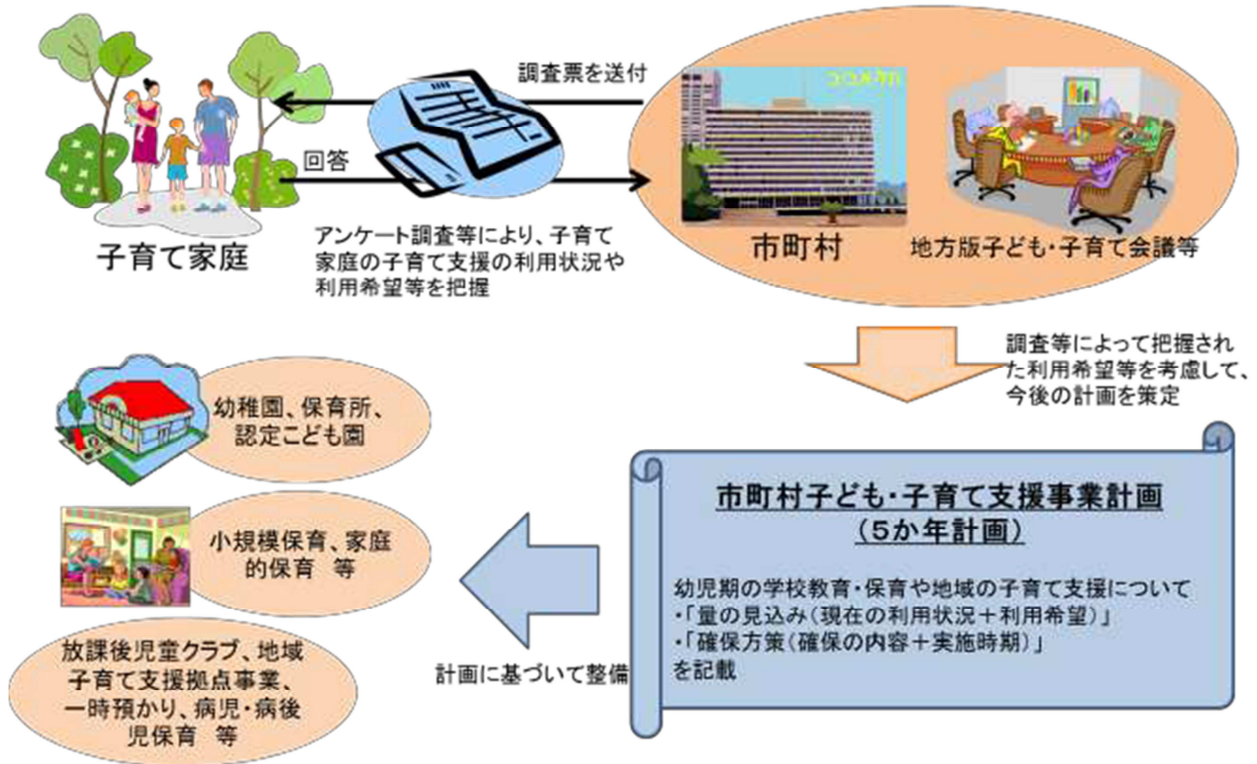 調査票を送付
回答
子育て家庭
アンケート調査等により、子育て
家庭の子育て支援の利用状況や
利用希望等を把握
市町村
地方版子ども・子育て会議等
調査等によって把握され
た利用希望等を考慮して、
今後の計画を策定
市町村子ども・子育て支援事業計画
(５か年計画)
幼児期の学校教育・保育や地域の子育て支援について
・「量の見込み(現在の利用状況＋利用希望)」
・「確保方策(確保の内容＋実施時期)」
を記載
計画に基づいて整備
幼稚園、保育所、
認定こども園
小規模保育、家庭
的保育 等
放課後児童クラブ、地域
子育て支援拠点事業、
一時預かり、病児・病後
児保育 等